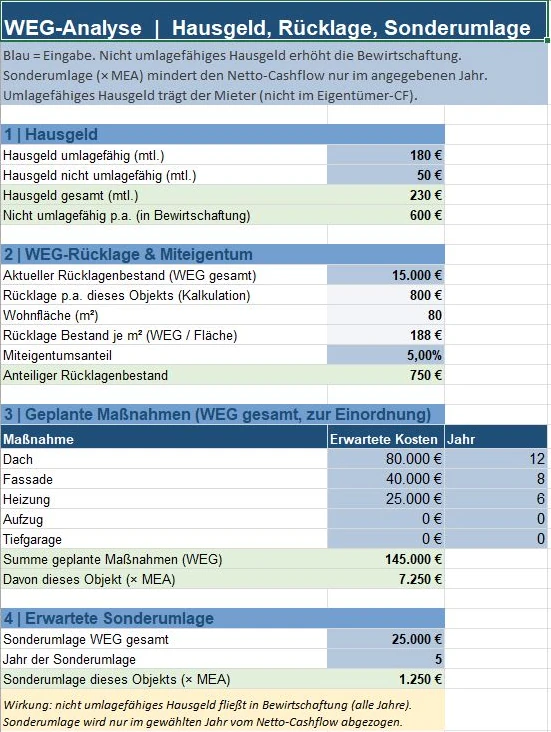 WEG-Analyse | Hausgeld, Rücklage, Sonderumlage
Blau = Eingabe. Nicht umlagefähiges Hausgeld erhöht die Bewirtschaftung.
Sonderumlage (× MEA) mindert den Netto-Cashflow nur im angegebenen Jahr.
Umlagefähiges Hausgeld trägt der Mieter (nicht im Eigentümer-CF).
1 | Hausgeld
Hausgeld umlagefähig (mtl.) 180 €
Hausgeld nicht umlagefähig (mtl.) 50 €
Hausgeld gesamt (mtl.) 230 €
Nicht umlagefähig p.a. (in Bewirtschaftung) 600 €
2 | WEG-Rücklage & Miteigentum
Aktueller Rücklagenbestand (WEG gesamt) 15.000 €
Rücklage p.a. dieses Objekts (Kalkulation) 800 €
Wohnfläche (m²) 80
Rücklage Bestand je m² (WEG / Fläche) 188 €
Miteigentumsanteil 5,00%
Anteiliger Rücklagenbestand 750 €
3 | Geplante Maßnahmen (WEG gesamt, zur Einordnung)
Maßnahme Erwartete Kosten Jahr
Dach 80.000 € 12
Fassade 40.000 € 8
Heizung 25.000 € 6
Aufzug 0 € 0
Tiefgarage 0 € 0
Summe geplante Maßnahmen (WEG) 145.000 €
Davon dieses Objekt (× MEA) 7.250 €
4 | Erwartete Sonderumlage
Sonderumlage WEG gesamt 25.000 €
Jahr der Sonderumlage 5
Sonderumlage dieses Objekts (× MEA) 1.250 €
Wirkung: nicht umlagefähiges Hausgeld fließt in Bewirtschaftung (alle Jahre).
Sonderumlage wird nur im gewählten Jahr vom Netto-Cashflow abgezogen.